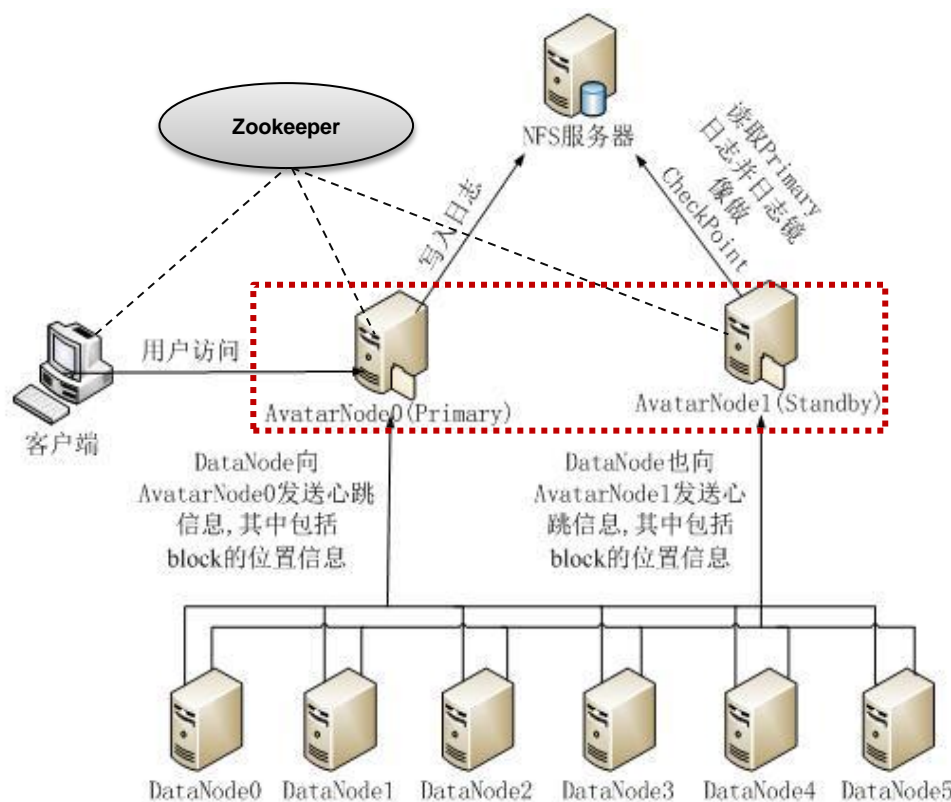 Zookeeper
NFS服务器
读取Primary
日志并日志镜
像做
CheckPoint
写入日志
用户访问
客户端
AvatarNode0(Primary)
AvatarNode1(Standby)
DataNode向
AvatarNode0发送心跳
信息,其中包括
block的位置信息
DataNode也向
AvatarNode1发送心
跳信息,其中包括
block的位置信息
DataNode0 DataNode1 DataNode2 DataNode3 DataNode4 DataNode5